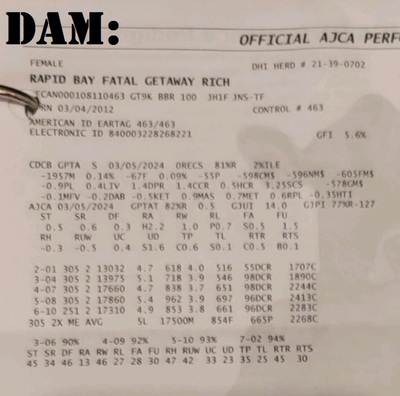 DAM:
OFFICIAL AJCA PERF
FEMALE
DHI HERD # 21-39-0702
RAPID BAY FATAL GETAWAY RICH
FCAN000108110463 GT9K BBR 100 JH1F JNS-TF
RN 03/04/2012 CONTROL # 463
AMERICAN ID EARTAG 463/463
ELECTRONIC ID 840003228268221
GFI 5.6%
CDCB GPTA S 03/05/2024 0RECS 81%R 2%ILE
-1957M 0.14% -67F 0.09% -55P -598CM$ -596NM$ -605FM$
-0.9PL 0.4LIV 1.4DPR 1.4CCR 0.5HCR 3.25SCS -578GM$
-0.1MFV -0.2DAB -0.5KET 0.9MAS 0.7MET 0.6RPL -0.35HTI
AJCA 03/05/2024 GPTAT 82%R 0.5 GJUI 14.0 GJPI 77%R -127
ST SR DF RA RW RL FA FU
0.5 0.6 0.3 H2.2 1.0 P0.7 S0.5 1.5
RH RUW UC UD TP TL RTR RTS
-0.3 -0.5 0.4 S1.6 C0.6 S0.1 C0.5 B0.1
2-01 305 2 13032 4.7 618 4.0 516 55DCR 1707C
3-04 305 2 13975 5.1 718 3.9 546 98DCR 1890C
4-07 305 2 17660 4.7 838 3.7 651 98DCR 2244C
5-08 305 2 17860 5.4 962 3.9 697 96DCR 2413C
6-10 251 2 17310 4.9 853 3.8 661 96DCR 2283C
305 2X ME AVG 5L 17500M 854F 665P 2268C
3-06 90% 4-09 92% 5-10 93% 7-02 94%
ST SR DF RA RW RL FA FU RH RUW UC UD TP TL RTR RTS
45 34 46 13 46 27 28 30 47 42 33 23 35 25 45 30